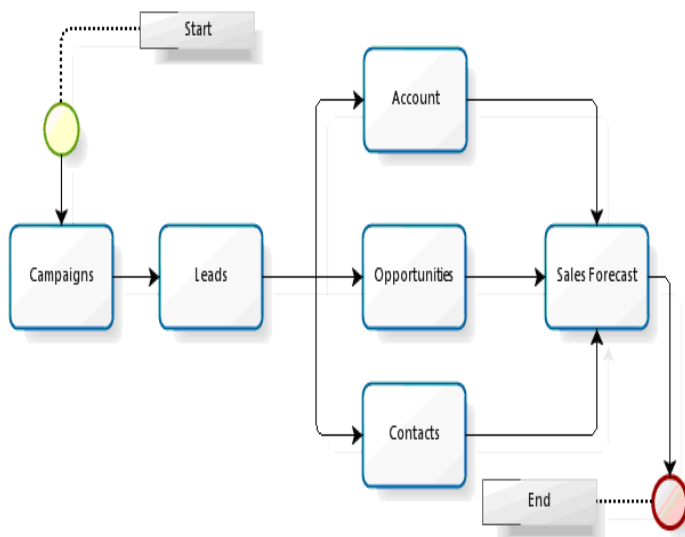 Start
Account
Campaigns
Leads
Opportunities
Sales Forecast
Contacts
End